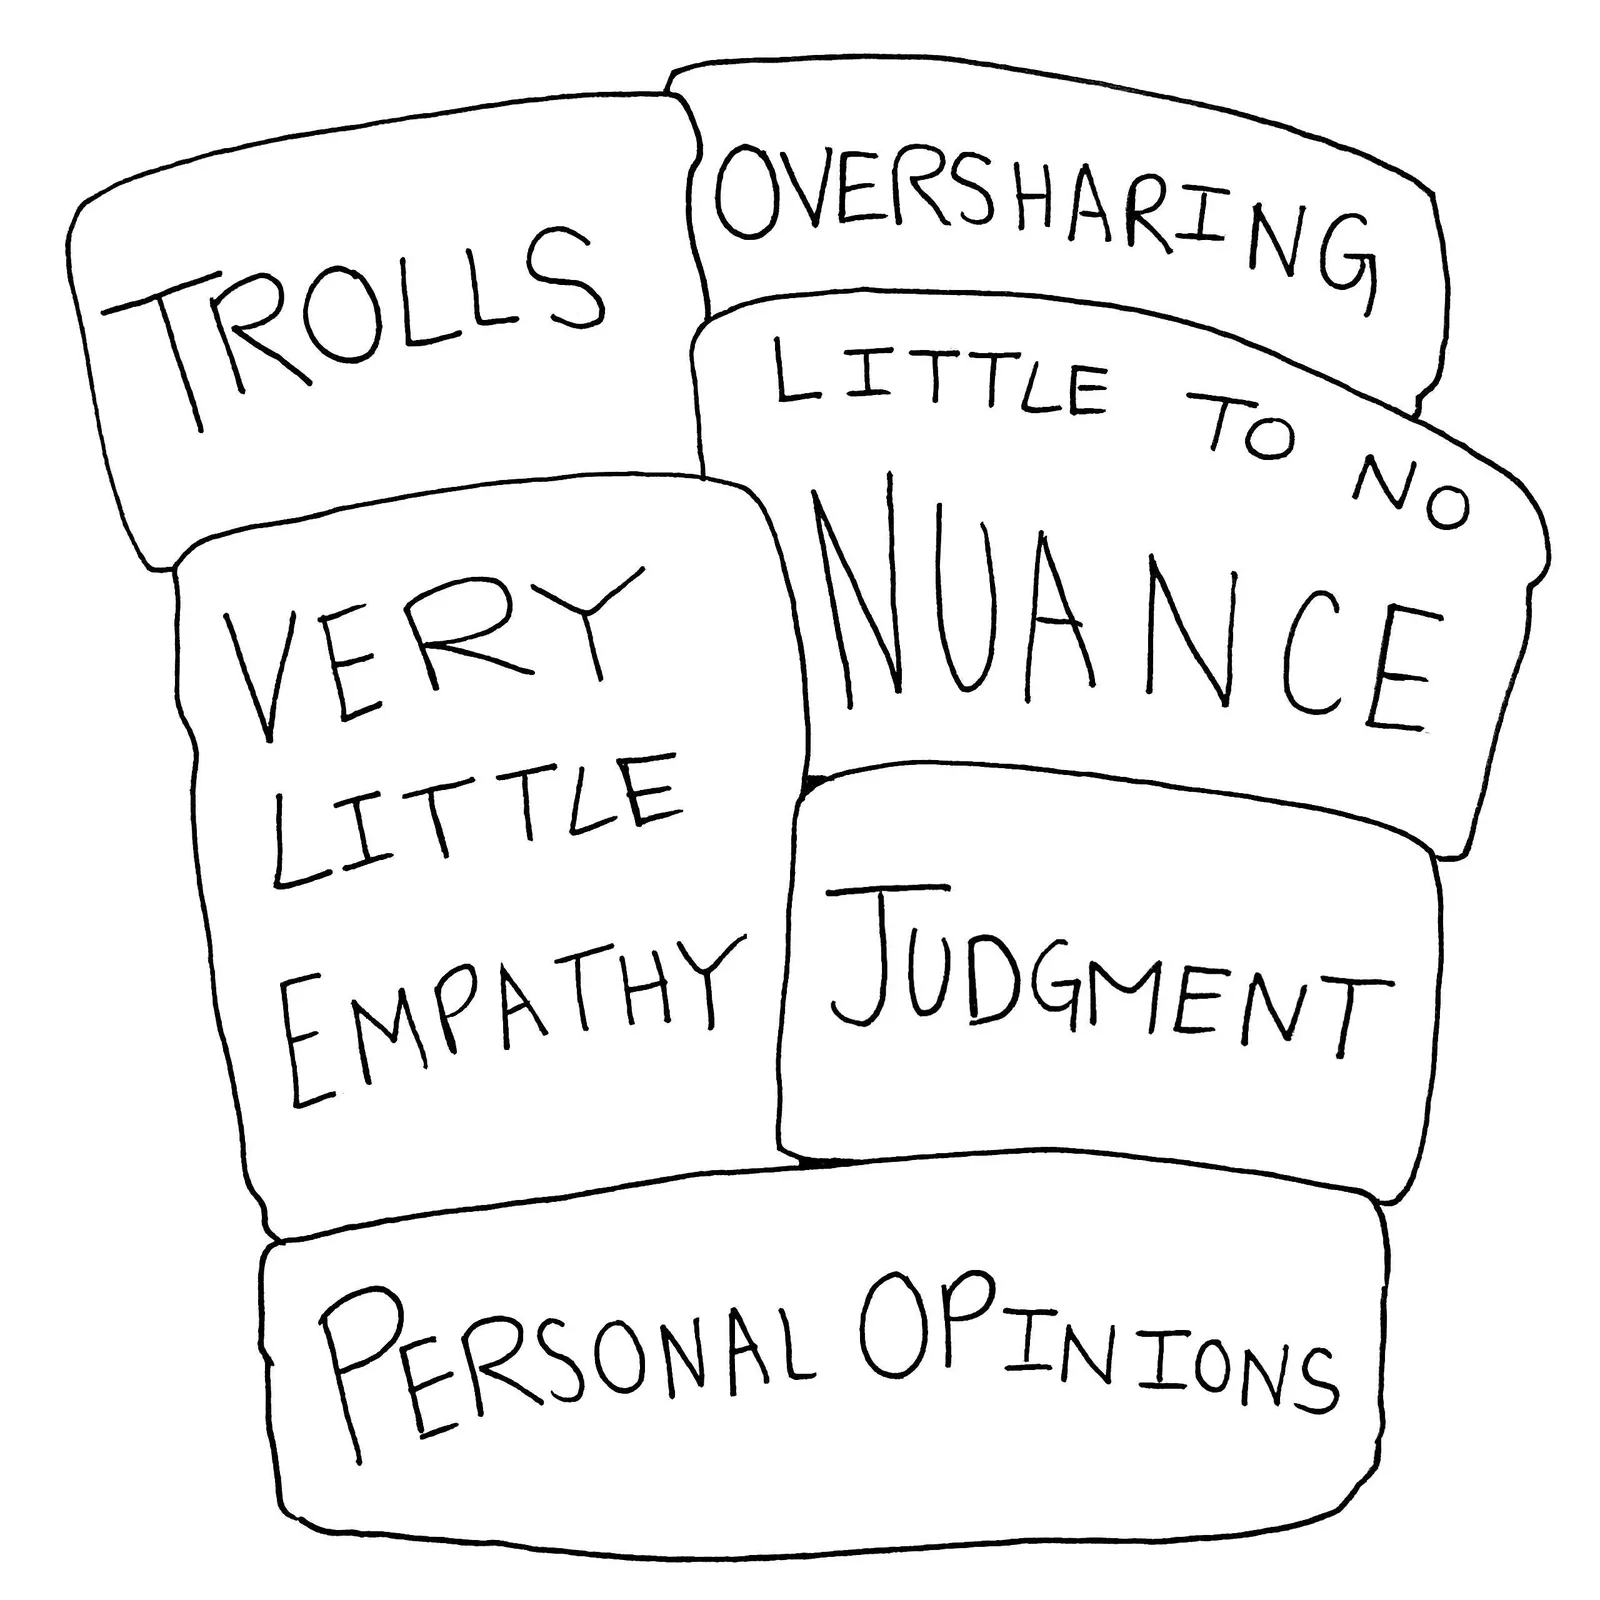 TROLLS
OVERSHARING
LITTLE TO NO
NUANCE
VERY
LITTLE
EMPATHY
JUDGMENT
PERSONAL OPINIONS